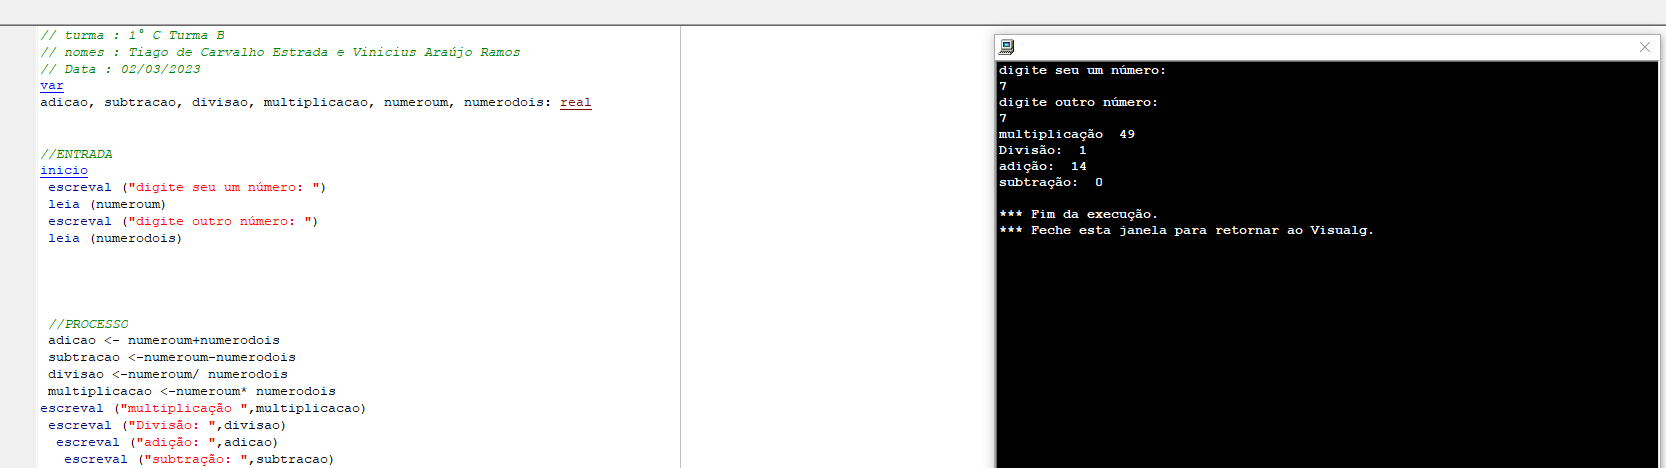 // turma : 1° C Turma B
// nomes : Tiago de Carvalho Estrada e Vinicius Araújo Ramos
// Data : 02/03/2023
var
adicao, subtracao, divisao, multiplicacao, numeroum, numerodois: real
//ENTRADA
inicio
escreval ("digite seu um número: ")
leia (numeroum)
escreval ("digite outro número: ")
leia (numerodois)
//PROCESSO
adicao <- numeroum+numerodois
subtracao <-numeroum-numerodois
divisao <-numeroum/ numerodois
multiplicacao <-numeroum* numerodois
escreval ("multiplicação ",multiplicacao)
escreval ("Divisão: ",divisao)
escreval ("adição: ",adicao)
escreval ("subtração: ",subtracao)
digite seu um número:
7
digite outro número:
7
multiplicação  49
Divisão:  1
adição:  14
subtração:  0
*** Fim da execução.
*** Feche esta janela para retornar ao Visualg.